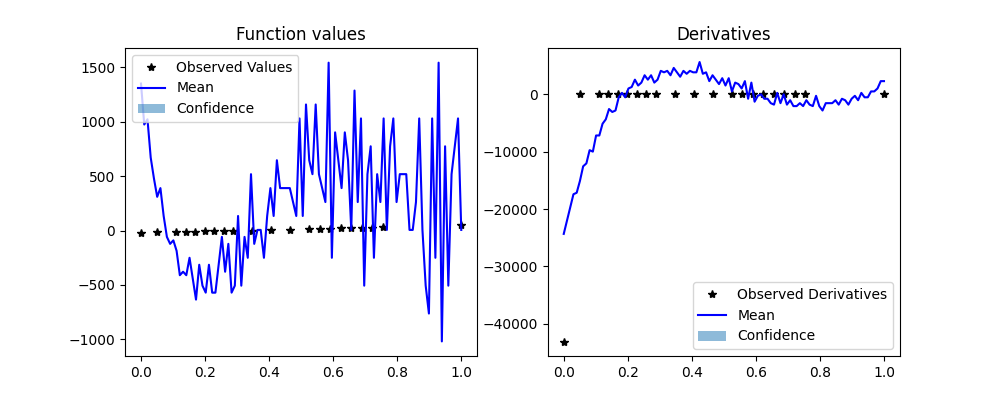 Function values
Observed Values
Mean
Confidence
1500
1000
500
0
−500
−1000
0.0 0.2 0.4 0.6 0.8 1.0
Derivatives
0
−10000
−20000
−30000
−40000
Observed Derivatives
Mean
Confidence
0.0 0.2 0.4 0.6 0.8 1.0